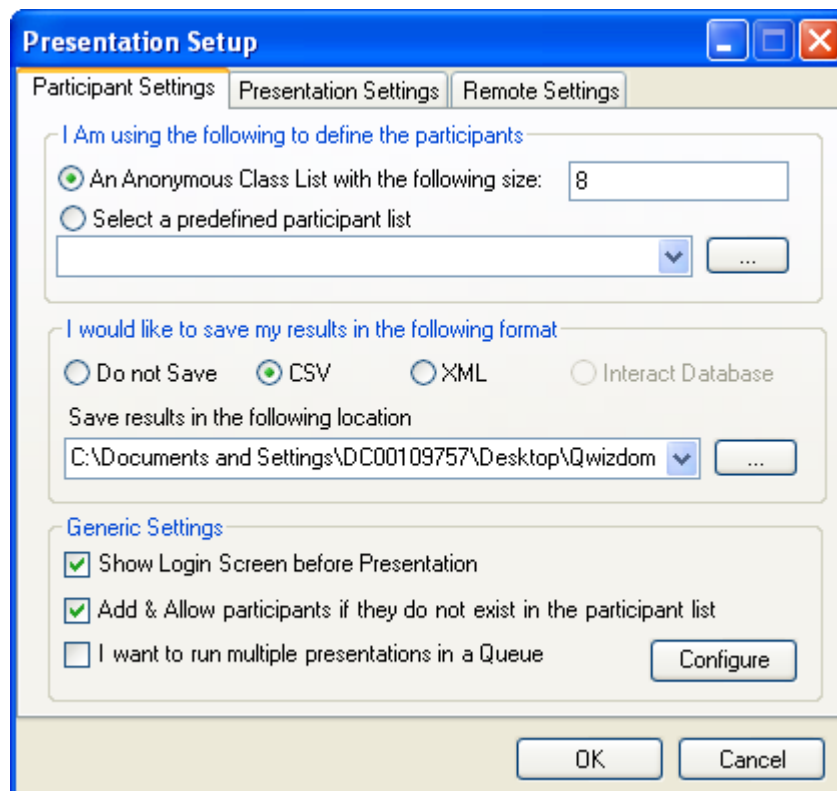 Presentation Setup
Participant Settings Presentation Settings Remote Settings
I Am using the following to define the participants
An Anonymous Class List with the following size: 8
Select a predefined participant list
...
I would like to save my results in the following format
Do not Save CSV XML Interact Database
Save results in the following location
C:\Documents and Settings\DC00109757\Desktop\Qwizdom ...
Generic Settings
Show Login Screen before Presentation
Add & Allow participants if they do not exist in the participant list
I want to run multiple presentations in a Queue Configure
OK Cancel